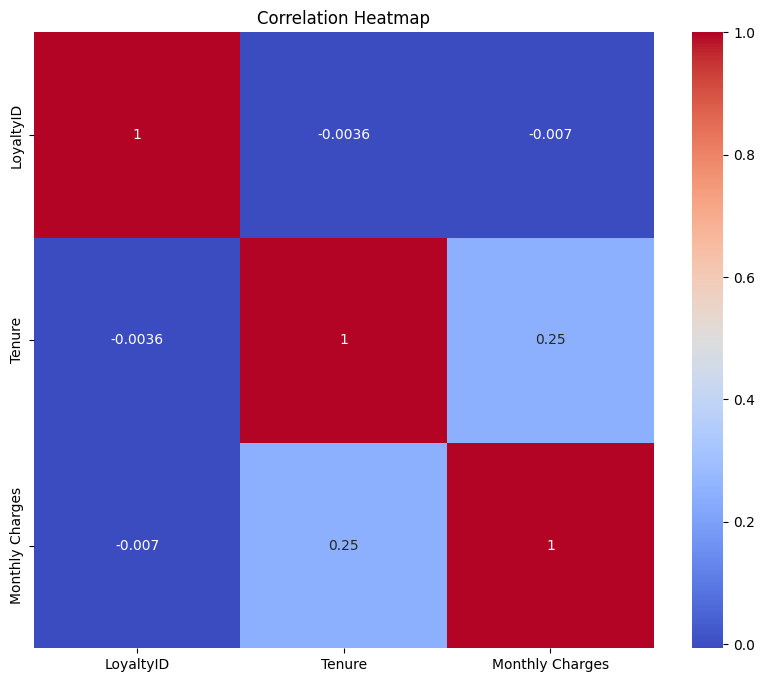 Correlation Heatmap
LoyaltyID
1
-0.0036
-0.007
Tenure
-0.0036
1
0.25
Monthly Charges
-0.007
0.25
1
LoyaltyID
Tenure
Monthly Charges
1.0
0.8
0.6
0.4
0.2
0.0